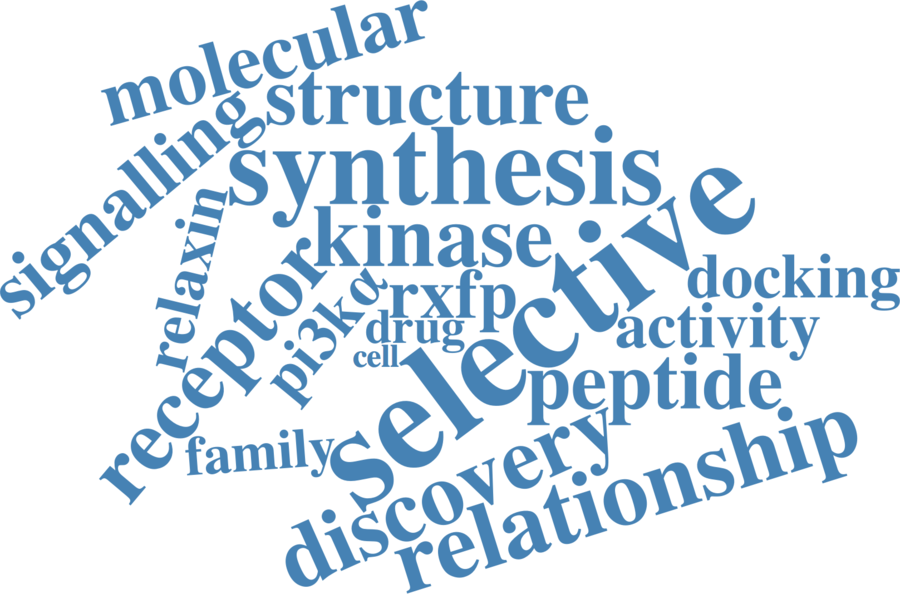 molecular
structure
signalling
synthesis
selective
relaxin
kinase
receptor
docking
pi3kα
rxfp
drug
activity
cell
peptide
family
discovery
relationship